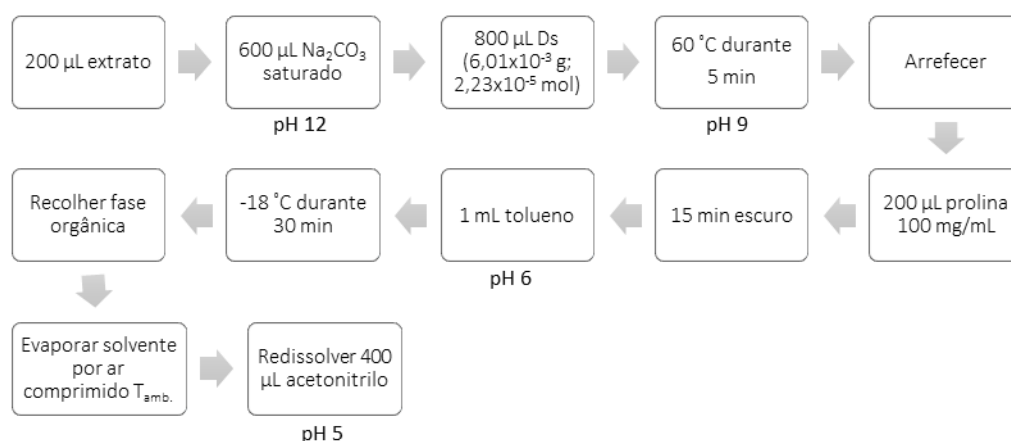 200 µL extrato
600 µL Na₂CO₃
saturado
pH 12
800 µL Ds
(6,01x10⁻³ g;
2,23x10⁻⁵ mol)
60 ˚C durante
5 min
pH 9
Arrefecer
200 µL prolina
100 mg/mL
15 min escuro
1 mL tolueno
pH 6
-18 ˚C durante
30 min
Recolher fase
orgânica
Evaporar solvente
por ar
comprimido Tₐₘb.
Redissolver 400
µL acetonitrilo
pH 5